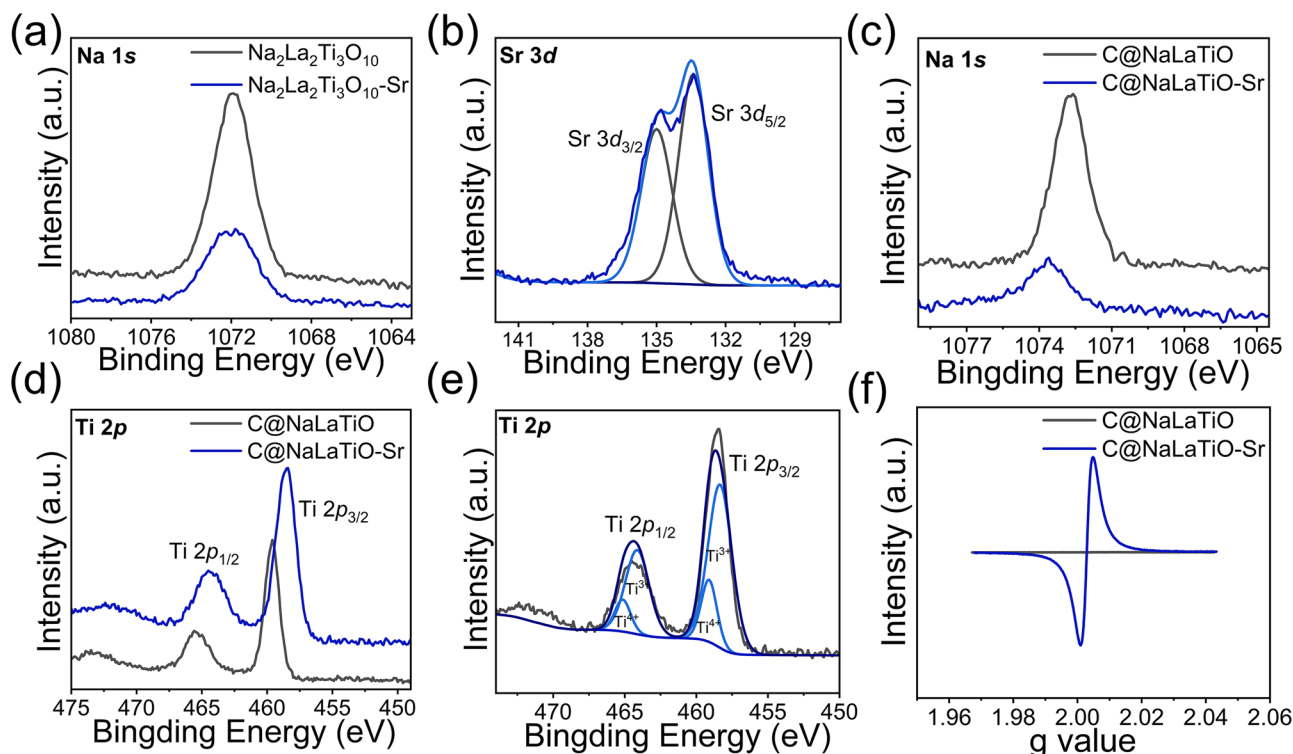 (a)
Na 1s
Na₂La₂Ti₃O₁₀
Na₂La₂Ti₃O₁₀-Sr
Intensity (a.u.)
1080 1076 1072 1068 1064
Binding Energy (eV)
(b)
Sr 3d
Sr 3d₃/₂
Sr 3d₅/₂
Intensity (a.u.)
141 138 135 132 129
Binding Energy (eV)
(c)
Na 1s
C@NaLaTiO
C@NaLaTiO-Sr
Intensity (a.u.)
1077 1074 1071 1068 1065
Bingding Energy (eV)
(d)
Ti 2p
C@NaLaTiO
C@NaLaTiO-Sr
Ti 2p₃/₂
Ti 2p₁/₂
Intensity (a.u.)
475 470 465 460 455 450
Bingding Energy (eV)
(e)
Ti 2p
Ti 2p₃/₂
Ti 2p₁/₂
Ti³⁺
Ti³⁺
Ti⁴⁺
Ti⁴⁺
Intensity (a.u.)
470 465 460 455 450
Bingding Energy (eV)
(f)
C@NaLaTiO
C@NaLaTiO-Sr
Intensity (a.u.)
1.96 1.98 2.00 2.02 2.04 2.06
g value